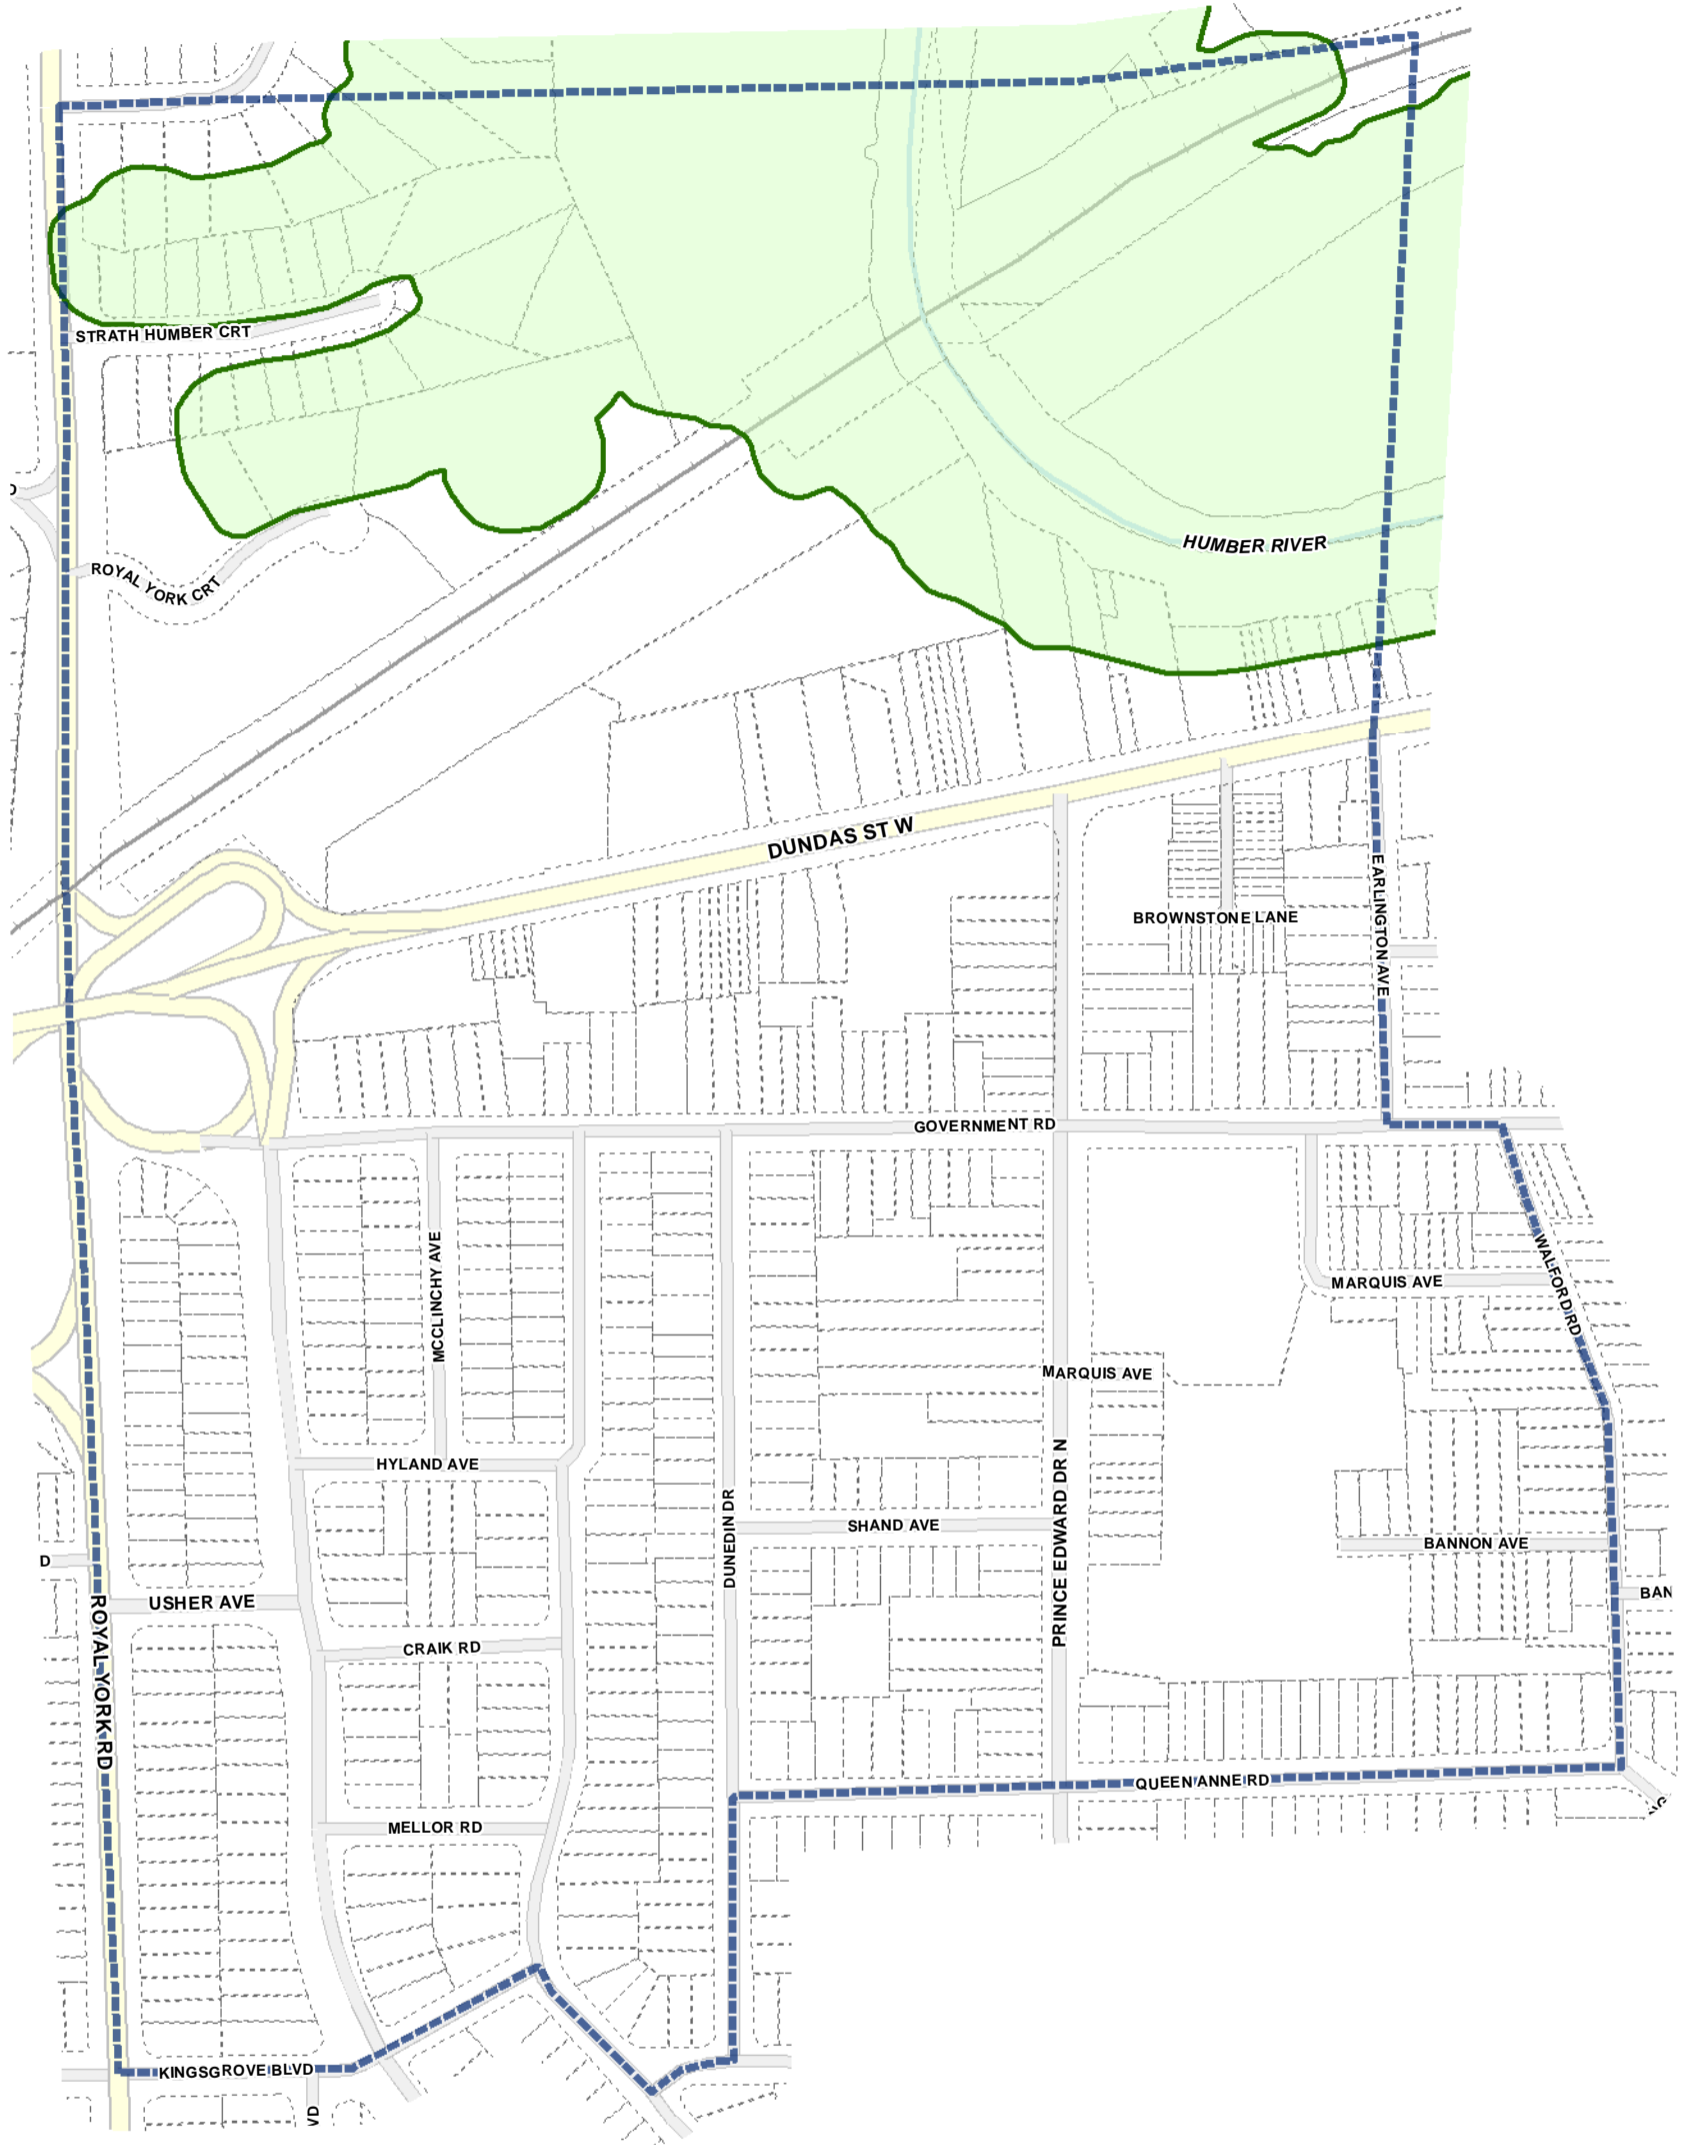 STRATH HUMBER CRT
D
HUMBER RIVER
ROYAL YORK CRT
DUNDAS ST W
EARLINGTON AVE
BROWNSTONE LANE
GOVERNMENT RD
MCCLINCHY AVE
WALFORD RD
MARQUIS AVE
MARQUIS AVE
HYLAND AVE
PRINCE EDWARD DR N
DUNEDIN DR
SHAND AVE
BANNON AVE
D
USHER AVE
BAN
ROYAL YORK RD
CRAIK RD
QUEEN ANNE RD
MELLOR RD
KINGSGROVE BLVD
VD